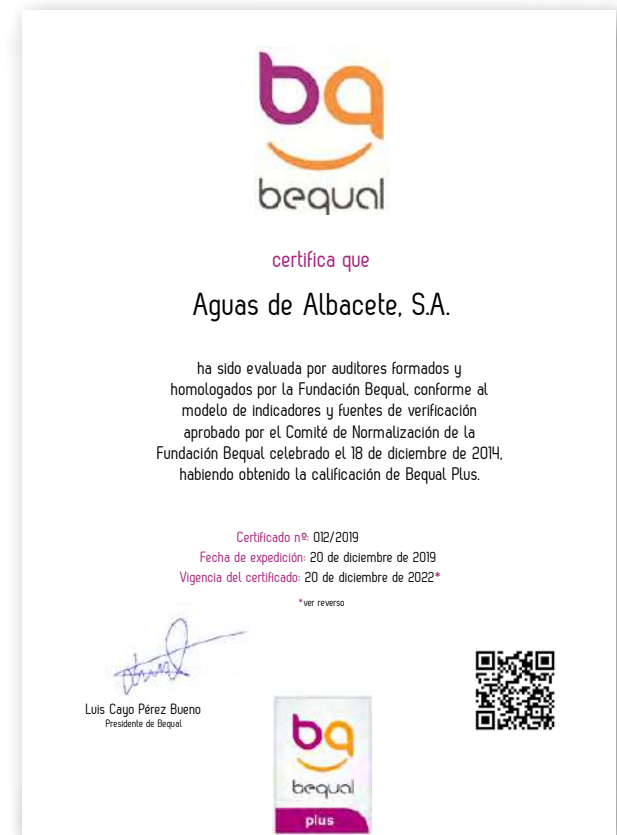 bq
bequal
certifica que
Aguas de Albacete, S.A.
ha sido evaluada por auditores formados y
homologados por la Fundación Bequal, conforme al
modelo de indicadores y fuentes de verificación
aprobado por el Comité de Normalización de la
Fundación Bequal celebrado el 18 de diciembre de 2014,
habiendo obtenido la calificación de Bequal Plus.
Certificado nº: 012/2019
Fecha de expedición: 20 de diciembre de 2019
Vigencia del certificado: 20 de diciembre de 2022*
*ver reverso
Luis Cayo Pérez Bueno
Presidente de Bequal
bq
bequal
plus